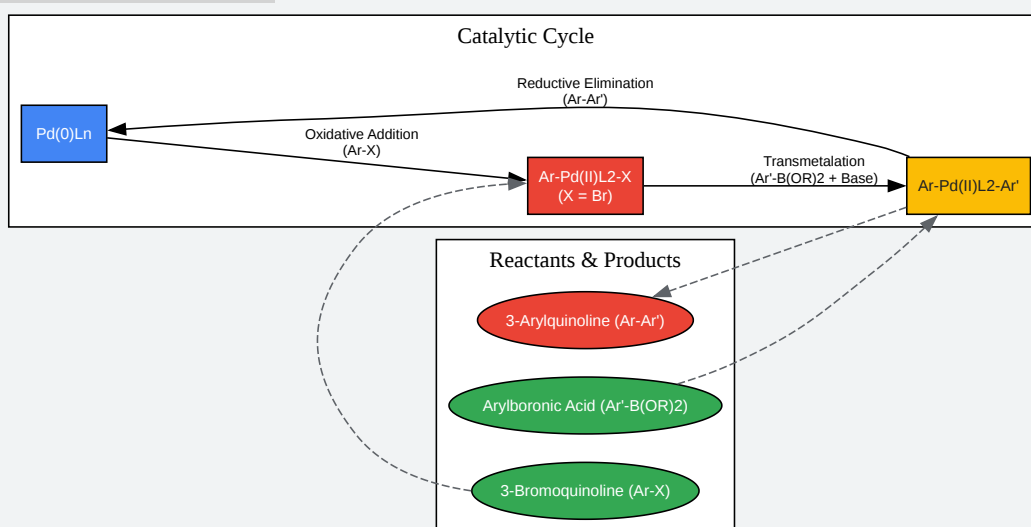 Catalytic Cycle
Reductive Elimination
(Ar-Ar')
Pd(0)Ln
Oxidative Addition
(Ar-X)
Ar-Pd(II)L2-X
(X = Br)
Transmetalation
(Ar'-B(OR)2 + Base)
Ar-Pd(II)L2-Ar'
Reactants & Products
3-Arylquinoline (Ar-Ar')
Arylboronic Acid (Ar'-B(OR)2)
3-Bromoquinoline (Ar-X)